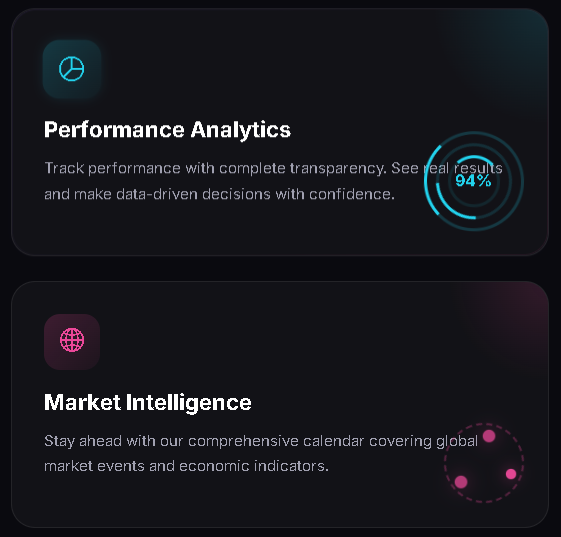 Performance Analytics
Track performance with complete transparency. See real results
and make data-driven decisions with confidence.
94%
Market Intelligence
Stay ahead with our comprehensive calendar covering global
market events and economic indicators.